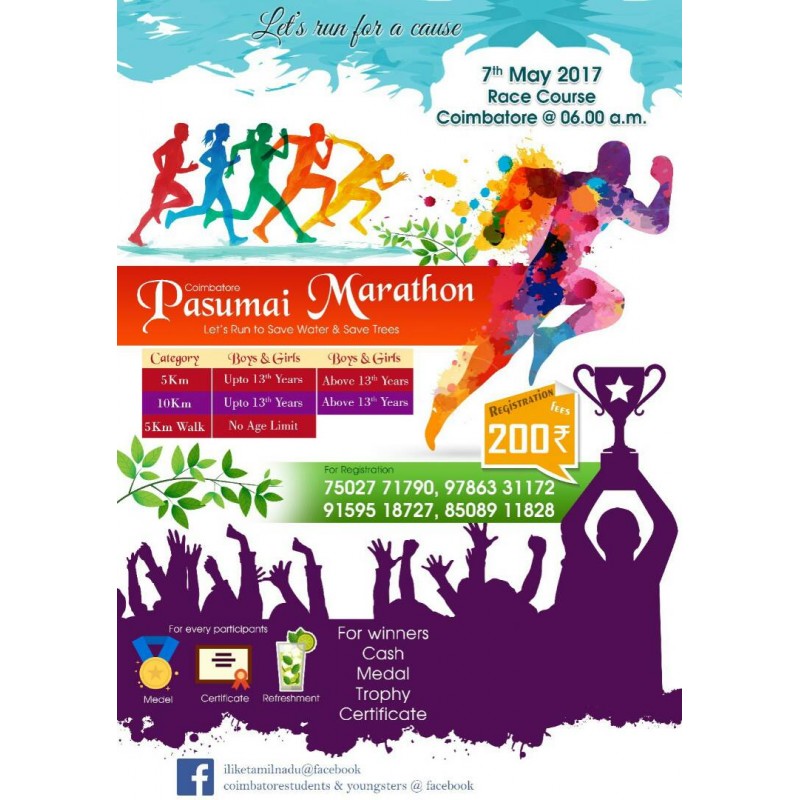 Let's run for a cause
7th May 2017
Race Course
Coimbatore @ 06.00 a.m.
Coimbatore
Pasumai Marathon
Let's Run to Save Water & Save Trees
Category Boys & Girls Boys & Girls
5Km Upto 13th Years Above 13th Years
10Km Upto 13th Years Above 13th Years
5Km Walk No Age Limit
Registration fees
200₹
For Registration
75027 71790, 97863 31172
91595 18727, 85089 11828
For every participants
Medel Certificate Refreshment
For winners
Cash
Medal
Trophy
Certificate
iliketamilnadu@facebook
coimbatorestudents & youngsters @ facebook